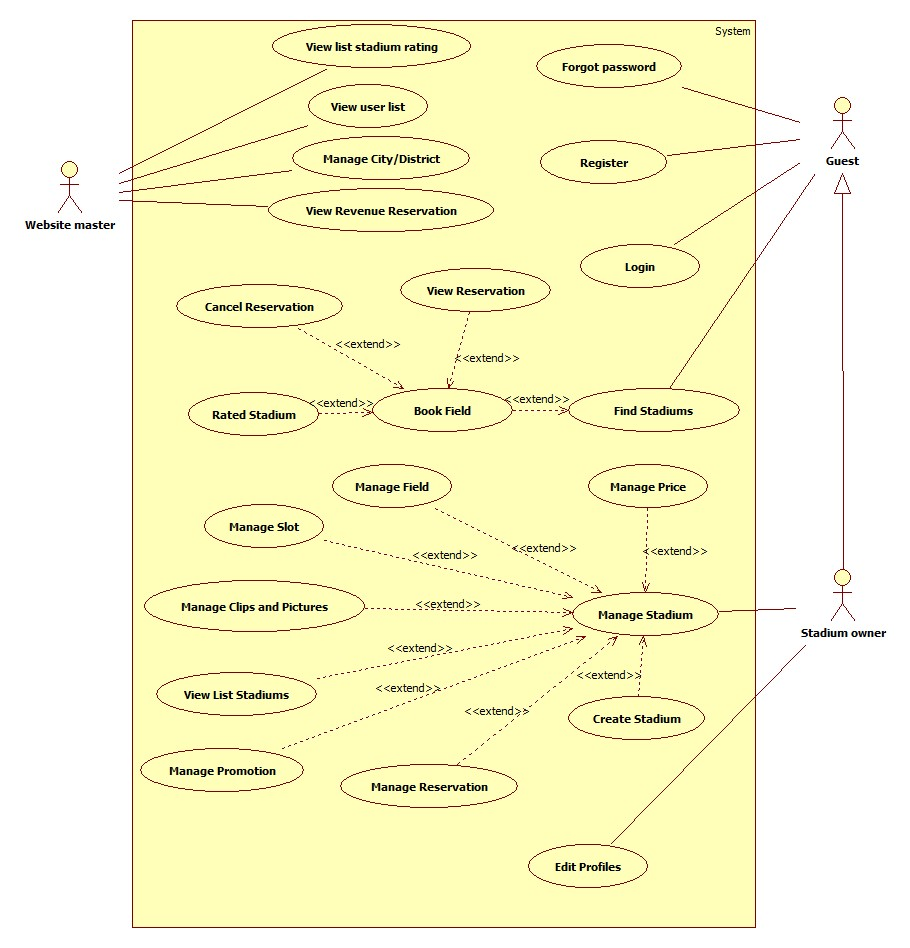 System
View list stadium rating
Forgot password
View user list
Manage City/District
Register
Guest
Website master
View Revenue Reservation
Login
Cancel Reservation
View Reservation
<<extend>>
<<extend>>
<<extend>>
<<extend>>
Rated Stadium
Book Field
Find Stadiums
Manage Field
Manage Price
Manage Slot
<<extend>>
<<extend>>
<<extend>>
Manage Clips and Pictures
<<extend>>
Manage Stadium
Stadium owner
<<extend>>
<<extend>>
<<extend>>
View List Stadiums
<<extend>>
Create Stadium
Manage Promotion
Manage Reservation
Edit Profiles